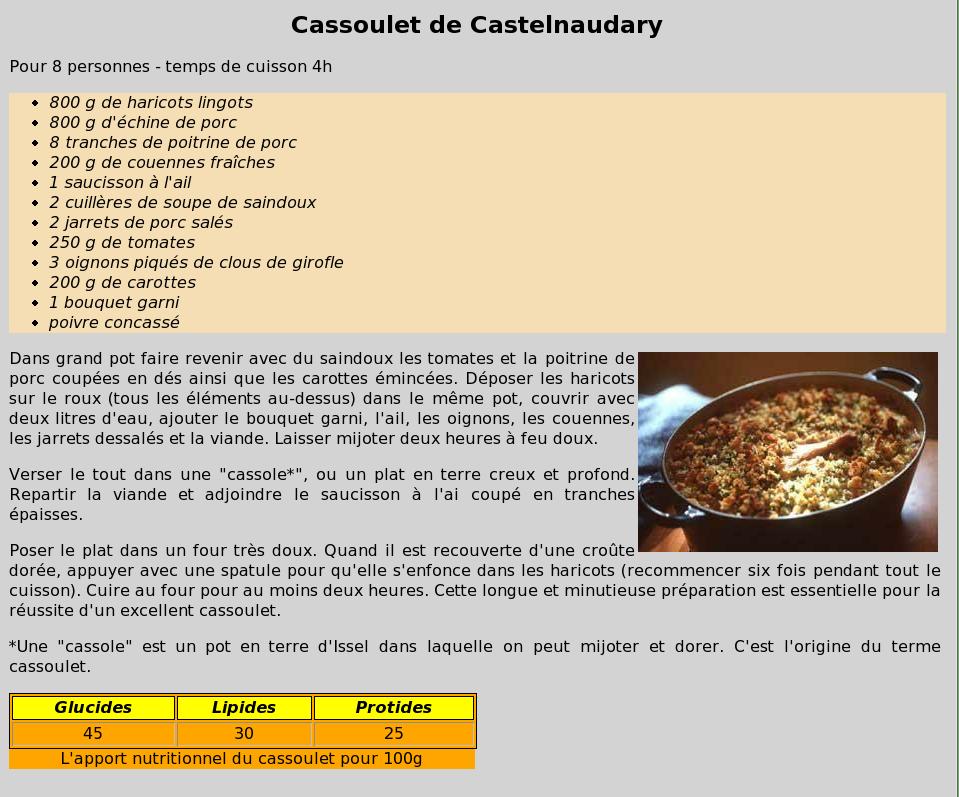 Cassoulet de Castelnaudary
Pour 8 personnes - temps de cuisson 4h
• 800 g de haricots lingots
• 800 g d'échine de porc
• 8 tranches de poitrine de porc
• 200 g de couennes fraîches
• 1 saucisson à l'ail
• 2 cuillères de soupe de saindoux
• 2 jarrets de porc salés
• 250 g de tomates
• 3 oignons piqués de clous de girofle
• 200 g de carottes
• 1 bouquet garni
• poivre concassé
Dans grand pot faire revenir avec du saindoux les tomates et la poitrine de
porc coupées en dés ainsi que les carottes émincées. Déposer les haricots
sur le roux (tous les éléments au-dessus) dans le même pot, couvrir avec
deux litres d'eau, ajouter le bouquet garni, l'ail, les oignons, les couennes,
les jarrets dessalés et la viande. Laisser mijoter deux heures à feu doux.
Verser le tout dans une "cassole*", ou un plat en terre creux et profond.
Repartir la viande et adjoindre le saucisson à l'ai coupé en tranches
épaisses.
Poser le plat dans un four très doux. Quand il est recouverte d'une croûte
dorée, appuyer avec une spatule pour qu'elle s'enfonce dans les haricots (recommencer six fois pendant tout le
cuisson). Cuire au four pour au moins deux heures. Cette longue et minutieuse préparation est essentielle pour la
réussite d'un excellent cassoulet.
*Une "cassole" est un pot en terre d'Issel dans laquelle on peut mijoter et dorer. C'est l'origine du terme
cassoulet.
Glucides Lipides Protides
45 30 25
L'apport nutritionnel du cassoulet pour 100g